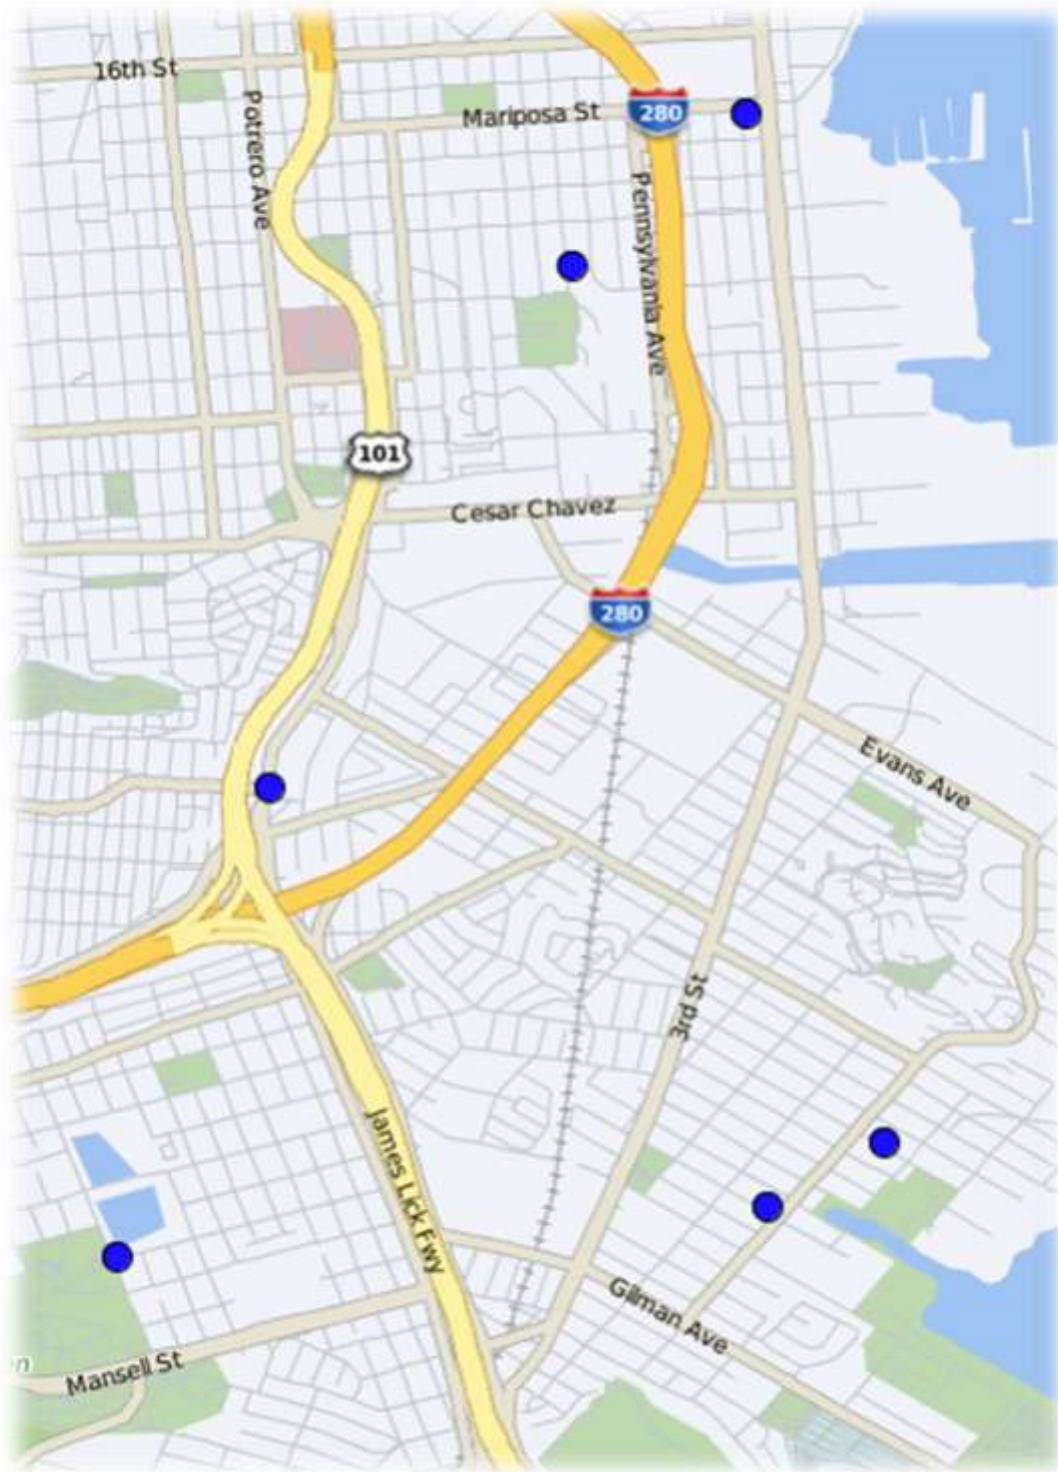 16th St
Potrero Ave
Mariposa St
280
Pennsylvania Ave
101
Cesar Chavez
280
Evans Ave
3rd St
James Lick Fwy
Gilman Ave
Mansell St
n